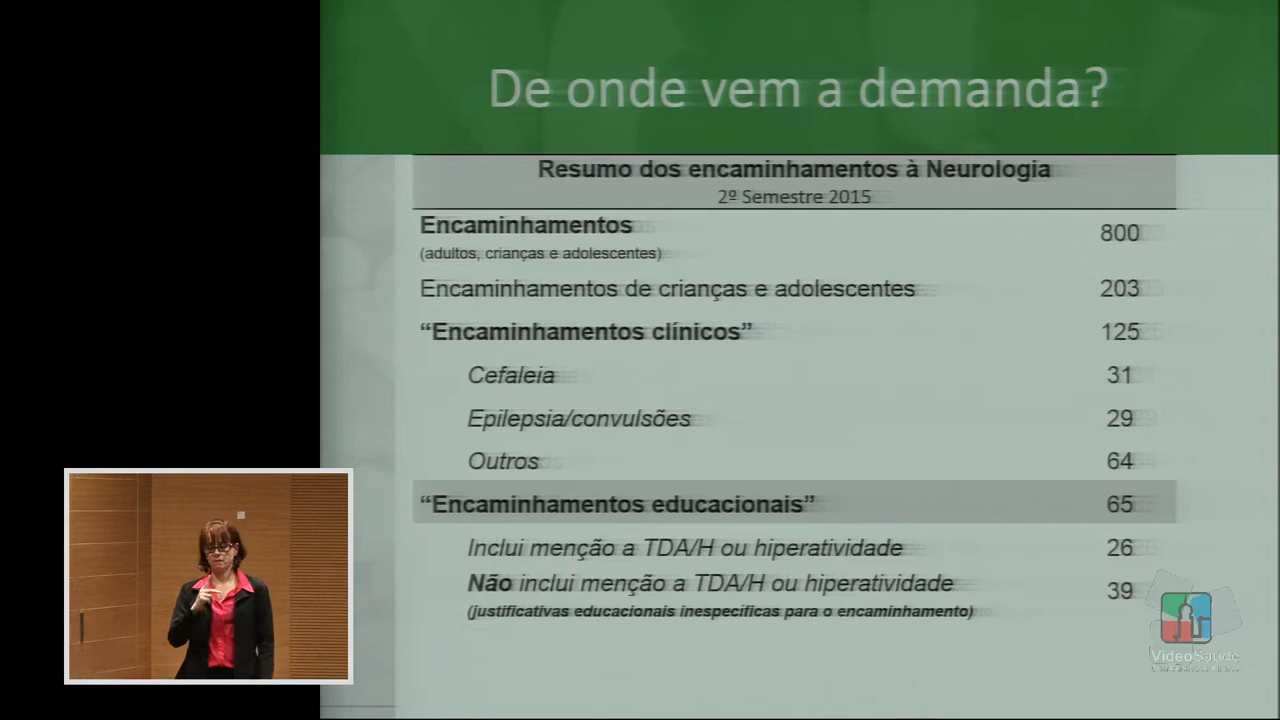 De onde vem a demanda?
Resumo dos encaminhamentos à Neurologia
2º Semestre 2015
Encaminhamentos 800
(adultos, crianças e adolescentes)
Encaminhamentos de crianças e adolescentes 203
“Encaminhamentos clínicos” 125
Cefaleia 31
Epilepsia/convulsões 29
Outros 64
“Encaminhamentos educacionais” 65
Inclui menção a TDA/H ou hiperatividade 26
Não inclui menção a TDA/H ou hiperatividade 39
(justificativas educacionais inespecíficas para o encaminhamento)
VideoSaúde